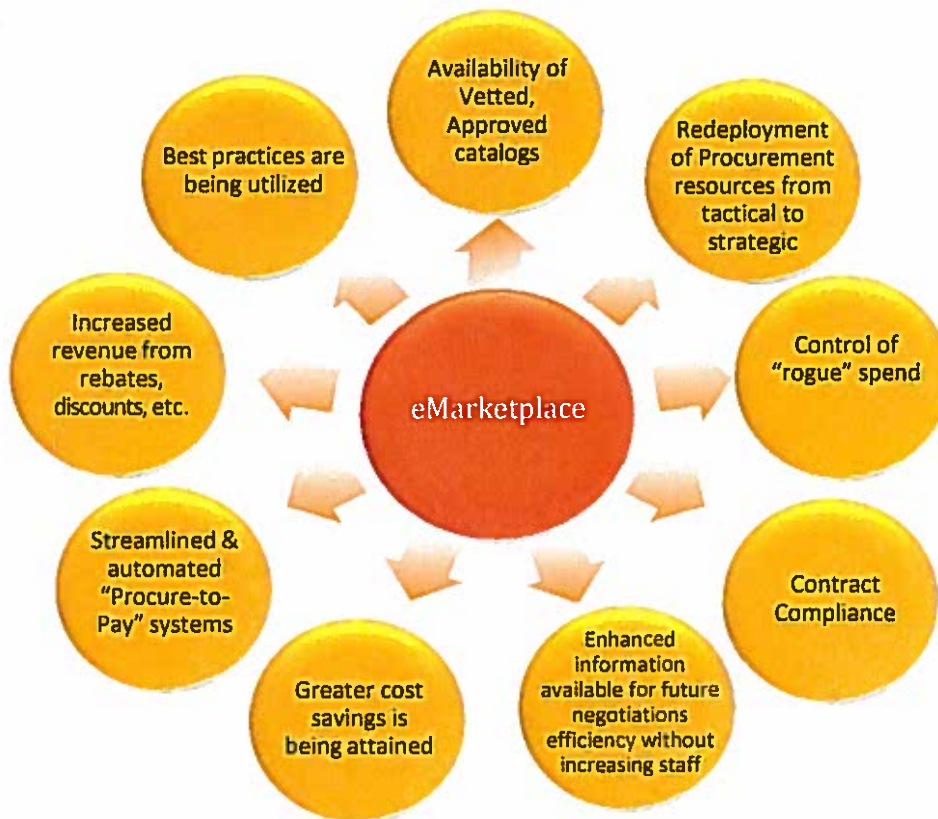 Availability of
Vetted,
Approved
catalogs
Redeployment
of Procurement
resources from
tactical to
strategic
Control of
“rogue” spend
Contract
Compliance
Enhanced
information
available for future
negotiations
efficiency without
increasing staff
Greater cost
savings is
being attained
Streamlined &
automated
“Procure-to-
Pay” systems
Increased
revenue from
rebates,
discounts, etc.
Best practices are
being utilized
eMarketplace